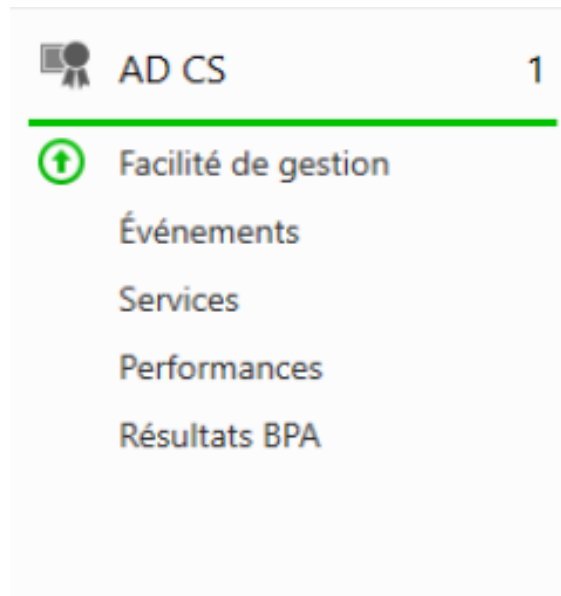 AD CS 1
Facilité de gestion
Événements
Services
Performances
Résultats BPA